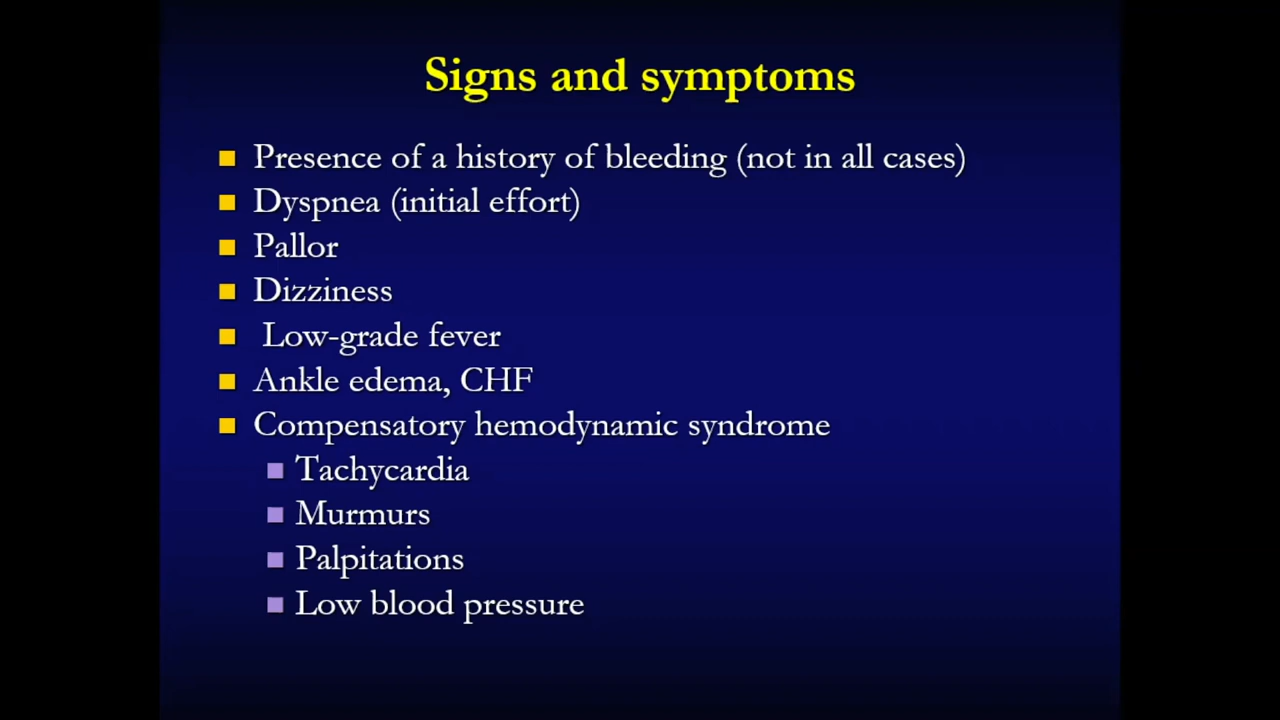 Signs and symptoms
Presence of a history of bleeding (not in all cases)
Dyspnea (initial effort)
Pallor
Dizziness
Low-grade fever
Ankle edema, CHF
Compensatory hemodynamic syndrome
Tachycardia
Murmurs
Palpitations
Low blood pressure